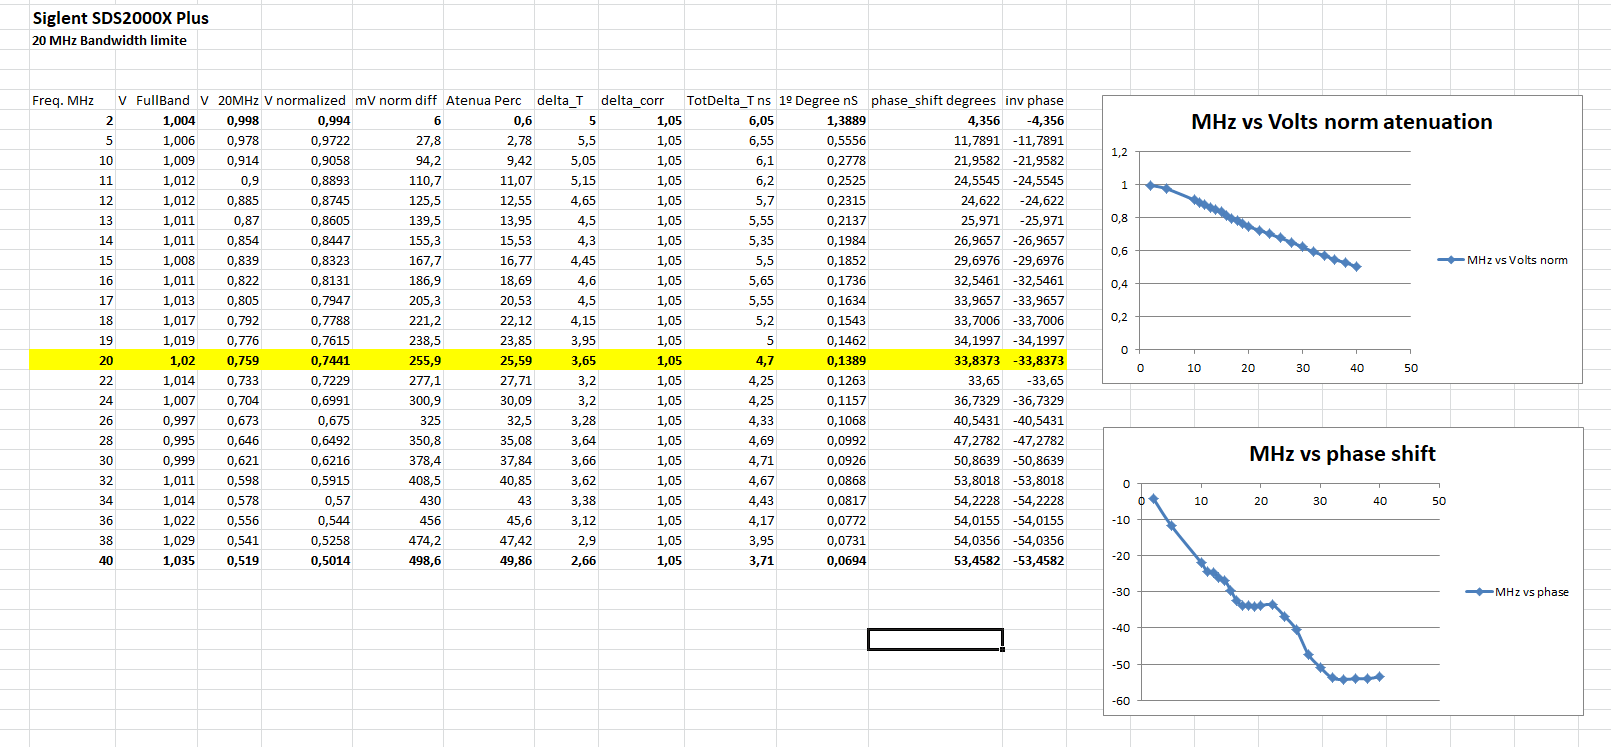 Siglent SDS2000X Plus
20 MHz Bandwidth limite
Freq. MHz V FullBand V 20MHz V normalized mV norm diff Atenua Perc delta_T delta_corr TotDelta_T ns 1º Degree nS phase_shift degrees inv phase
2 1,004 0,998 0,994 6 0,6 5 1,05 6,05 1,3889 4,356 -4,356
5 1,006 0,978 0,9722 27,8 2,78 5,5 1,05 6,55 0,5556 11,7891 -11,7891
10 1,009 0,914 0,9058 94,2 9,42 5,05 1,05 6,1 0,2778 21,9582 -21,9582
11 1,012 0,9 0,8893 110,7 11,07 5,15 1,05 6,2 0,2525 24,5545 -24,5545
12 1,012 0,885 0,8745 125,5 12,55 4,65 1,05 5,7 0,2315 24,622 -24,622
13 1,011 0,87 0,8605 139,5 13,95 4,5 1,05 5,55 0,2137 25,971 -25,971
14 1,011 0,854 0,8447 155,3 15,53 4,3 1,05 5,35 0,1984 26,9657 -26,9657
15 1,008 0,839 0,8323 167,7 16,77 4,45 1,05 5,5 0,1852 29,6976 -29,6976
16 1,011 0,822 0,8131 186,9 18,69 4,6 1,05 5,65 0,1736 32,5461 -32,5461
17 1,013 0,805 0,7947 205,3 20,53 4,5 1,05 5,55 0,1634 33,9657 -33,9657
18 1,017 0,792 0,7788 221,2 22,12 4,15 1,05 5,2 0,1543 33,7006 -33,7006
19 1,019 0,776 0,7615 238,5 23,85 3,95 1,05 5 0,1462 34,1997 -34,1997
20 1,02 0,759 0,7441 255,9 25,59 3,65 1,05 4,7 0,1389 33,8373 -33,8373
22 1,014 0,733 0,7229 277,1 27,71 3,2 1,05 4,25 0,1263 33,65 -33,65
24 1,007 0,704 0,6991 300,9 30,09 3,2 1,05 4,25 0,1157 36,7329 -36,7329
26 0,997 0,673 0,675 325 32,5 3,28 1,05 4,33 0,1068 40,5431 -40,5431
28 0,995 0,646 0,6492 350,8 35,08 3,64 1,05 4,69 0,0992 47,2782 -47,2782
30 0,999 0,621 0,6216 378,4 37,84 3,66 1,05 4,71 0,0926 50,8639 -50,8639
32 1,011 0,598 0,5915 408,5 40,85 3,62 1,05 4,67 0,0868 53,8018 -53,8018
34 1,014 0,578 0,57 430 43 3,38 1,05 4,43 0,0817 54,2228 -54,2228
36 1,022 0,556 0,544 456 45,6 3,12 1,05 4,17 0,0772 54,0155 -54,0155
38 1,029 0,541 0,5258 474,2 47,42 2,9 1,05 3,95 0,0731 54,0356 -54,0356
40 1,035 0,519 0,5014 498,6 49,86 2,66 1,05 3,71 0,0694 53,4582 -53,4582
MHz vs Volts norm atenuation
1,2
1
0,8
0,6
0,4
0,2
0
0 10 20 30 40 50
MHz vs Volts norm
MHz vs phase shift
0
0 10 20 30 40 50
-10
-20
-30
-40
-50
-60
MHz vs phase